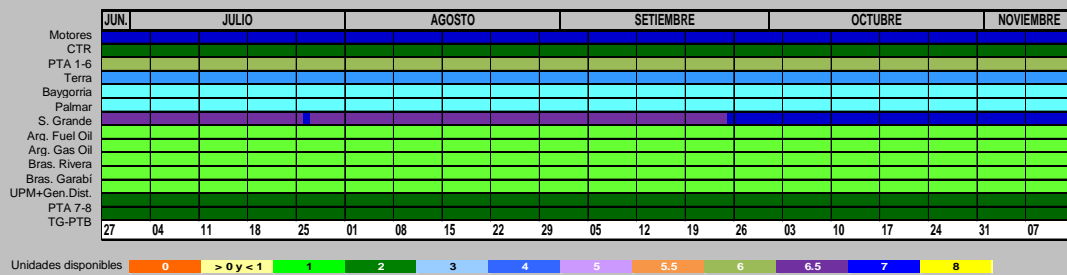 JUN. JULIO AGOSTO SETIEMBRE OCTUBRE NOVIEMBRE
Motores
CTR
PTA 1-6
Terra
Baygorria
Palmar
S. Grande
Arg. Fuel Oil
Arg. Gas Oil
Bras. Rivera
Bras. Garabí
UPM+Gen.Dist.
PTA 7-8
TG-PTB
27 04 11 18 25 01 08 15 22 29 05 12 19 26 03 10 17 24 31 07
Unidades disponibles 0 > 0 y < 1 1 2 3 4 5 5.5 6 6.5 7 8